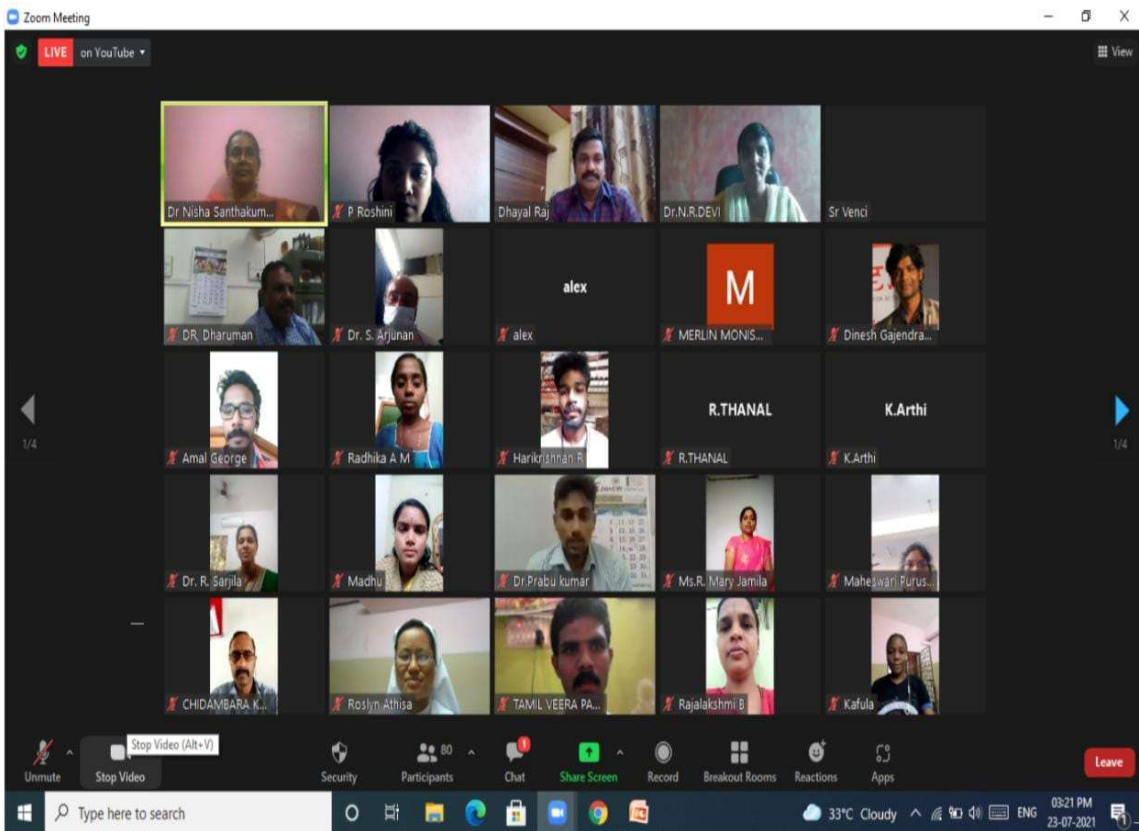 Zoom Meeting
LIVE on YouTube
View
Dr Nisha Santhakum...
P Roshini
Dhayal Raj
Dr.N.R.DEVI
Sr Venci
DR, Dharuman
Dr. S. Arjunan
alex
alex
M
MERLIN MONIS...
Dinesh Gajendra...
Amal George
Radhika A M
Harikrishnan R
R.THANAL
R.THANAL
K.Arthi
K.Arthi
1/4
1/4
Dr. R. Sarjila
Madhu
Dr.Prabu kumar
Ms.R. Mary Jamila
Maheswari Purus...
CHIDAMBARA K...
Roslyn Athisa
TAMIL VEERA PA...
Rajalakshmi B
Kafula
Stop Video (Alt+V)
80
1
Unmute
Stop Video
Security
Participants
Chat
Share Screen
Record
Breakout Rooms
Reactions
Apps
Leave
Type here to search
33°C Cloudy
ENG
03:21 PM
23-07-2021
1